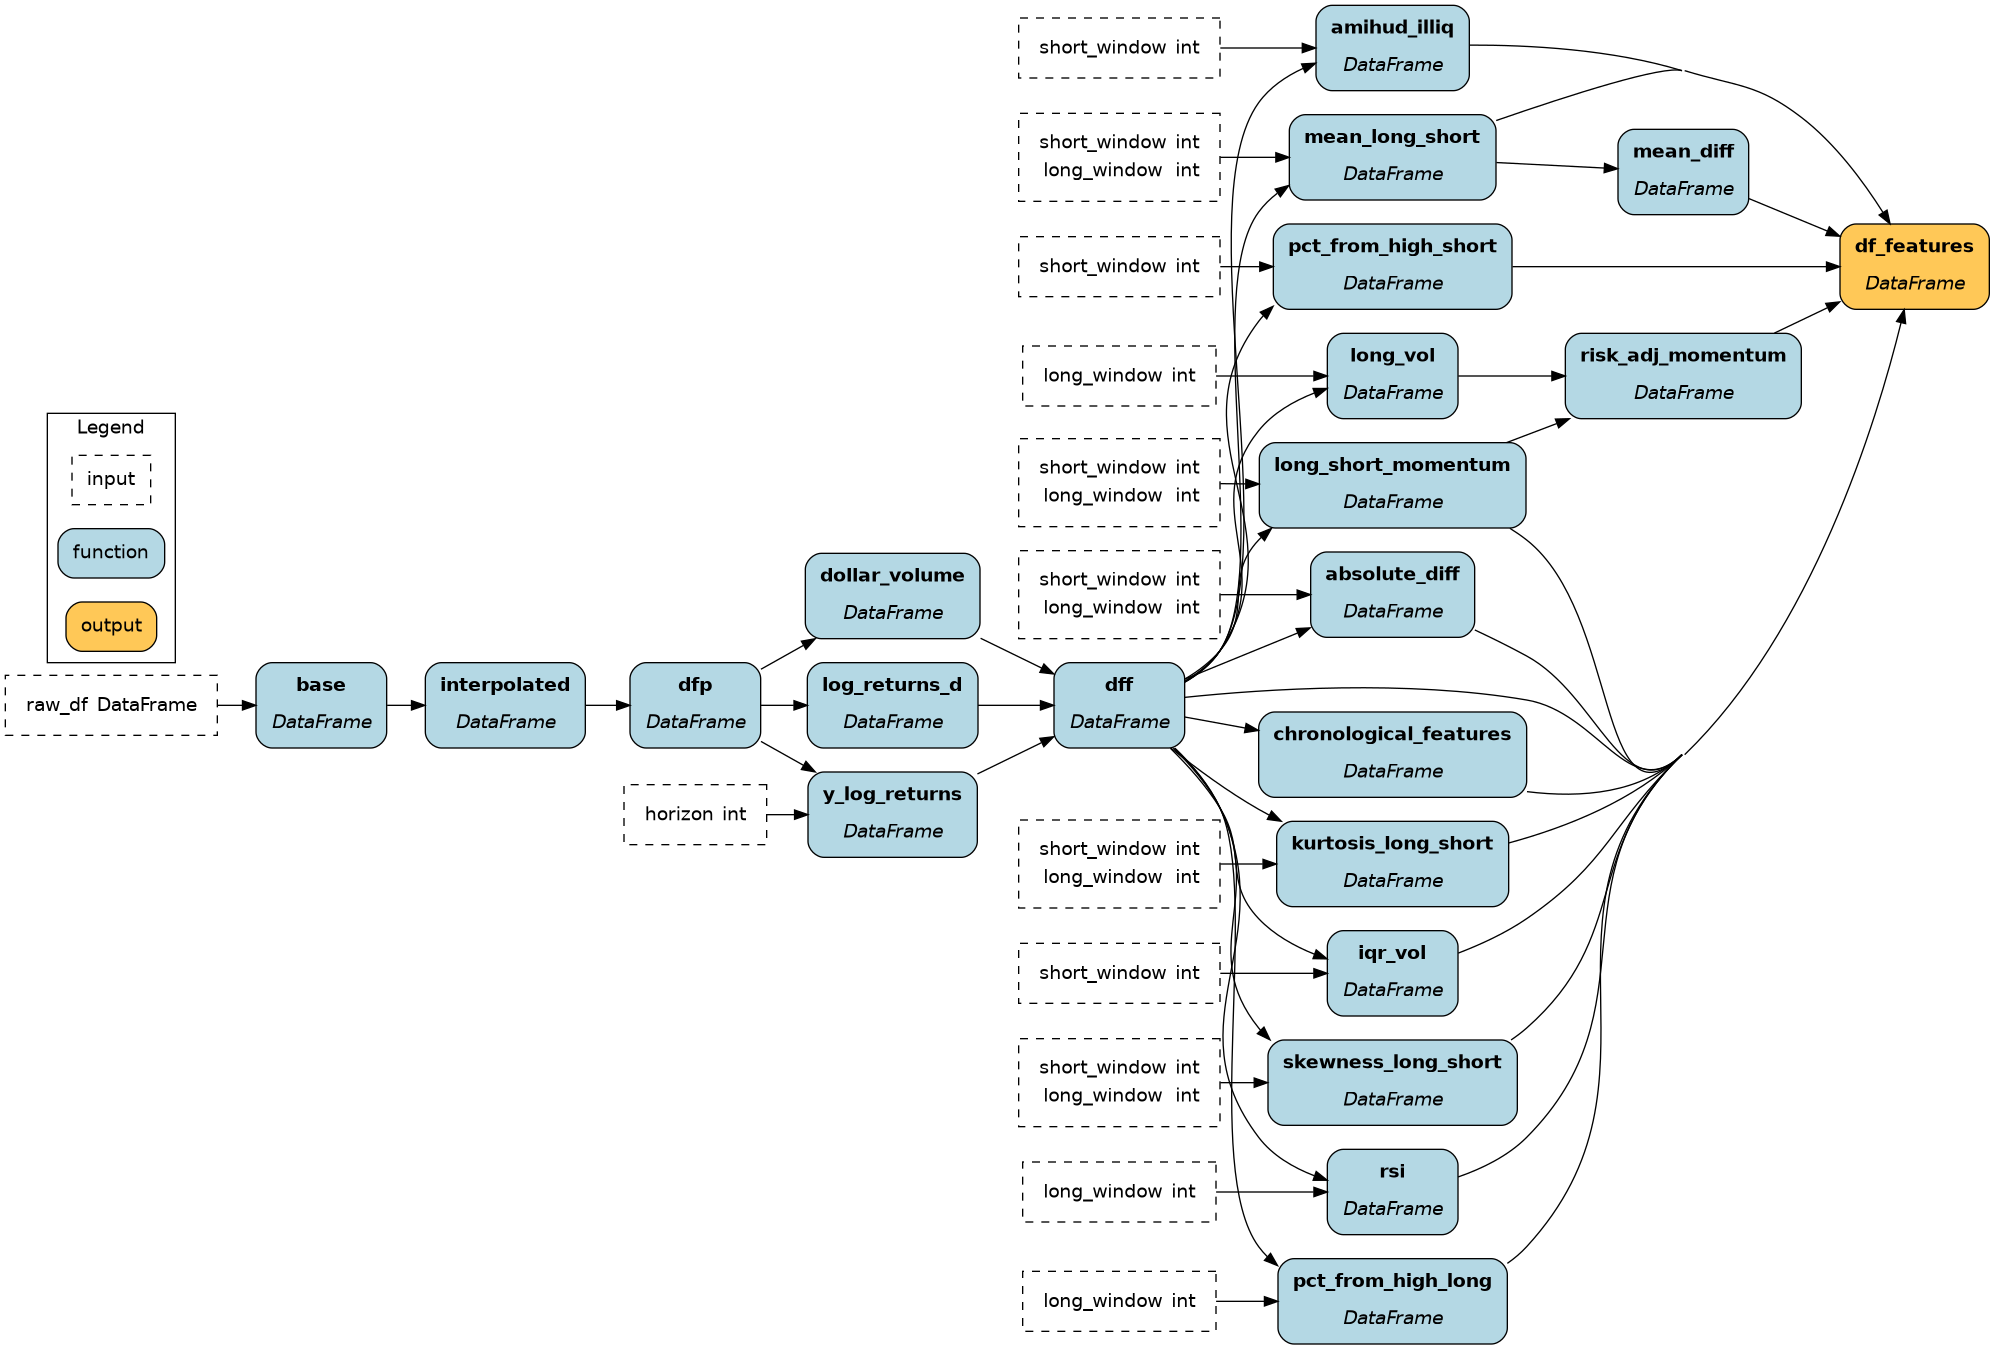 Legend
input
function
output
raw_df DataFrame
base
DataFrame
interpolated
DataFrame
dfp
DataFrame
horizon int
dollar_volume
DataFrame
log_returns_d
DataFrame
y_log_returns
DataFrame
dff
DataFrame
short_window int
short_window int
long_window int
short_window int
long_window int
short_window int
long_window int
short_window int
long_window int
short_window int
long_window int
short_window int
short_window int
long_window int
long_window int
long_window int
amihud_illiq
DataFrame
mean_long_short
DataFrame
pct_from_high_short
DataFrame
long_vol
DataFrame
long_short_momentum
DataFrame
absolute_diff
DataFrame
chronological_features
DataFrame
kurtosis_long_short
DataFrame
iqr_vol
DataFrame
skewness_long_short
DataFrame
rsi
DataFrame
pct_from_high_long
DataFrame
mean_diff
DataFrame
risk_adj_momentum
DataFrame
df_features
DataFrame